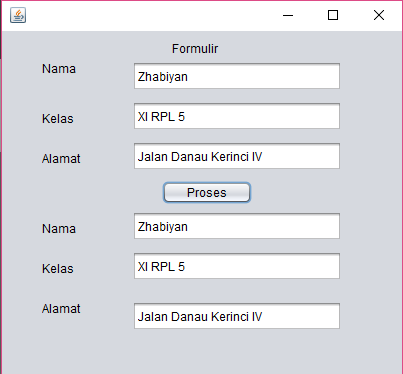 Formulir
Nama Zhabiyan
Kelas XI RPL 5
Alamat Jalan Danau Kerinci IV
Proses
Nama Zhabiyan
Kelas XI RPL 5
Alamat Jalan Danau Kerinci IV